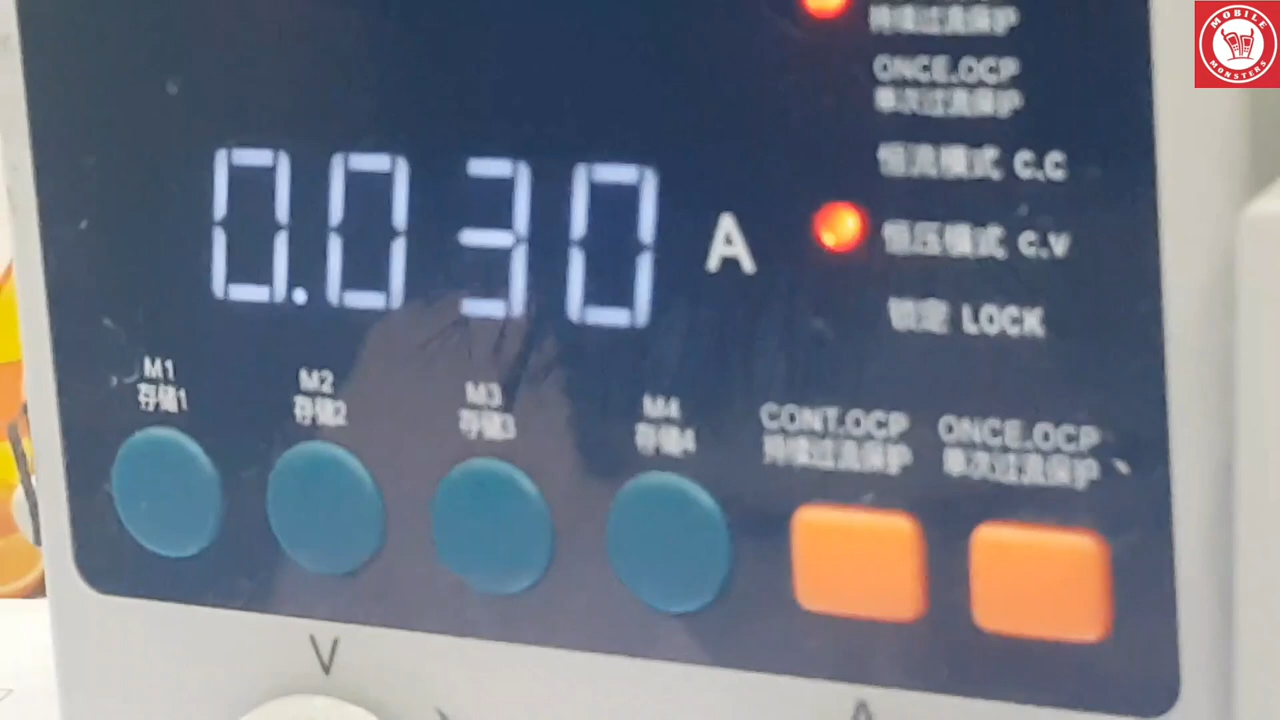 MOBILE
MONSTERS
持续过流保护
ONCE.OCP
单次过流保护
恒流模式 C.C
0.030 A
恒压模式 C.V
锁定 LOCK
M1
存储1
M2
存储2
M3
存储3
M4
存储4
CONT.OCP
持续过流保护
ONCE.OCP
单次过流保护
V
A